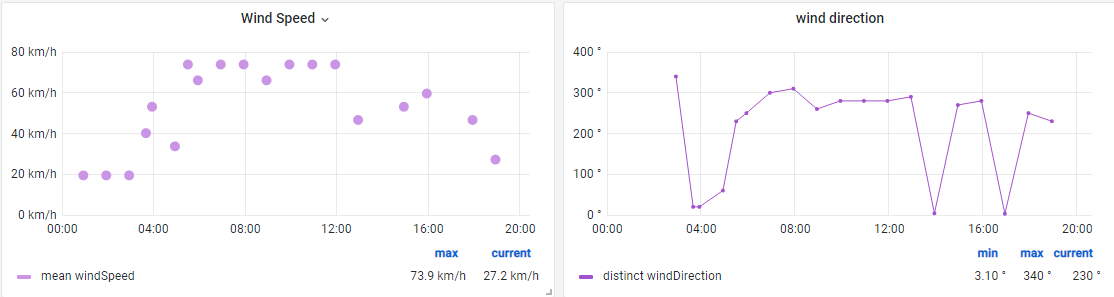 Wind Speed
80 km/h
60 km/h
40 km/h
20 km/h
0 km/h
00:00 04:00 08:00 12:00 16:00 20:00
max current
mean windSpeed 73.9 km/h 27.2 km/h
wind direction
400 °
300 °
200 °
100 °
0 °
00:00 04:00 08:00 12:00 16:00 20:00
min max current
distinct windDirection 3.10 ° 340 ° 230 °